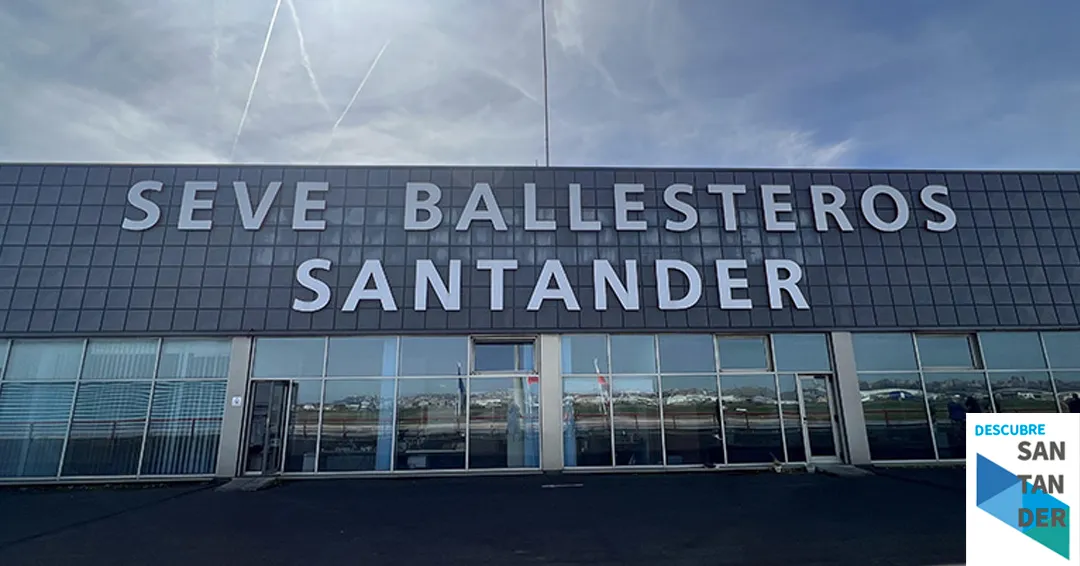 SEVE BALLESTEROS
SANTANDER
DESCUBRE
SAN
TAN
DER